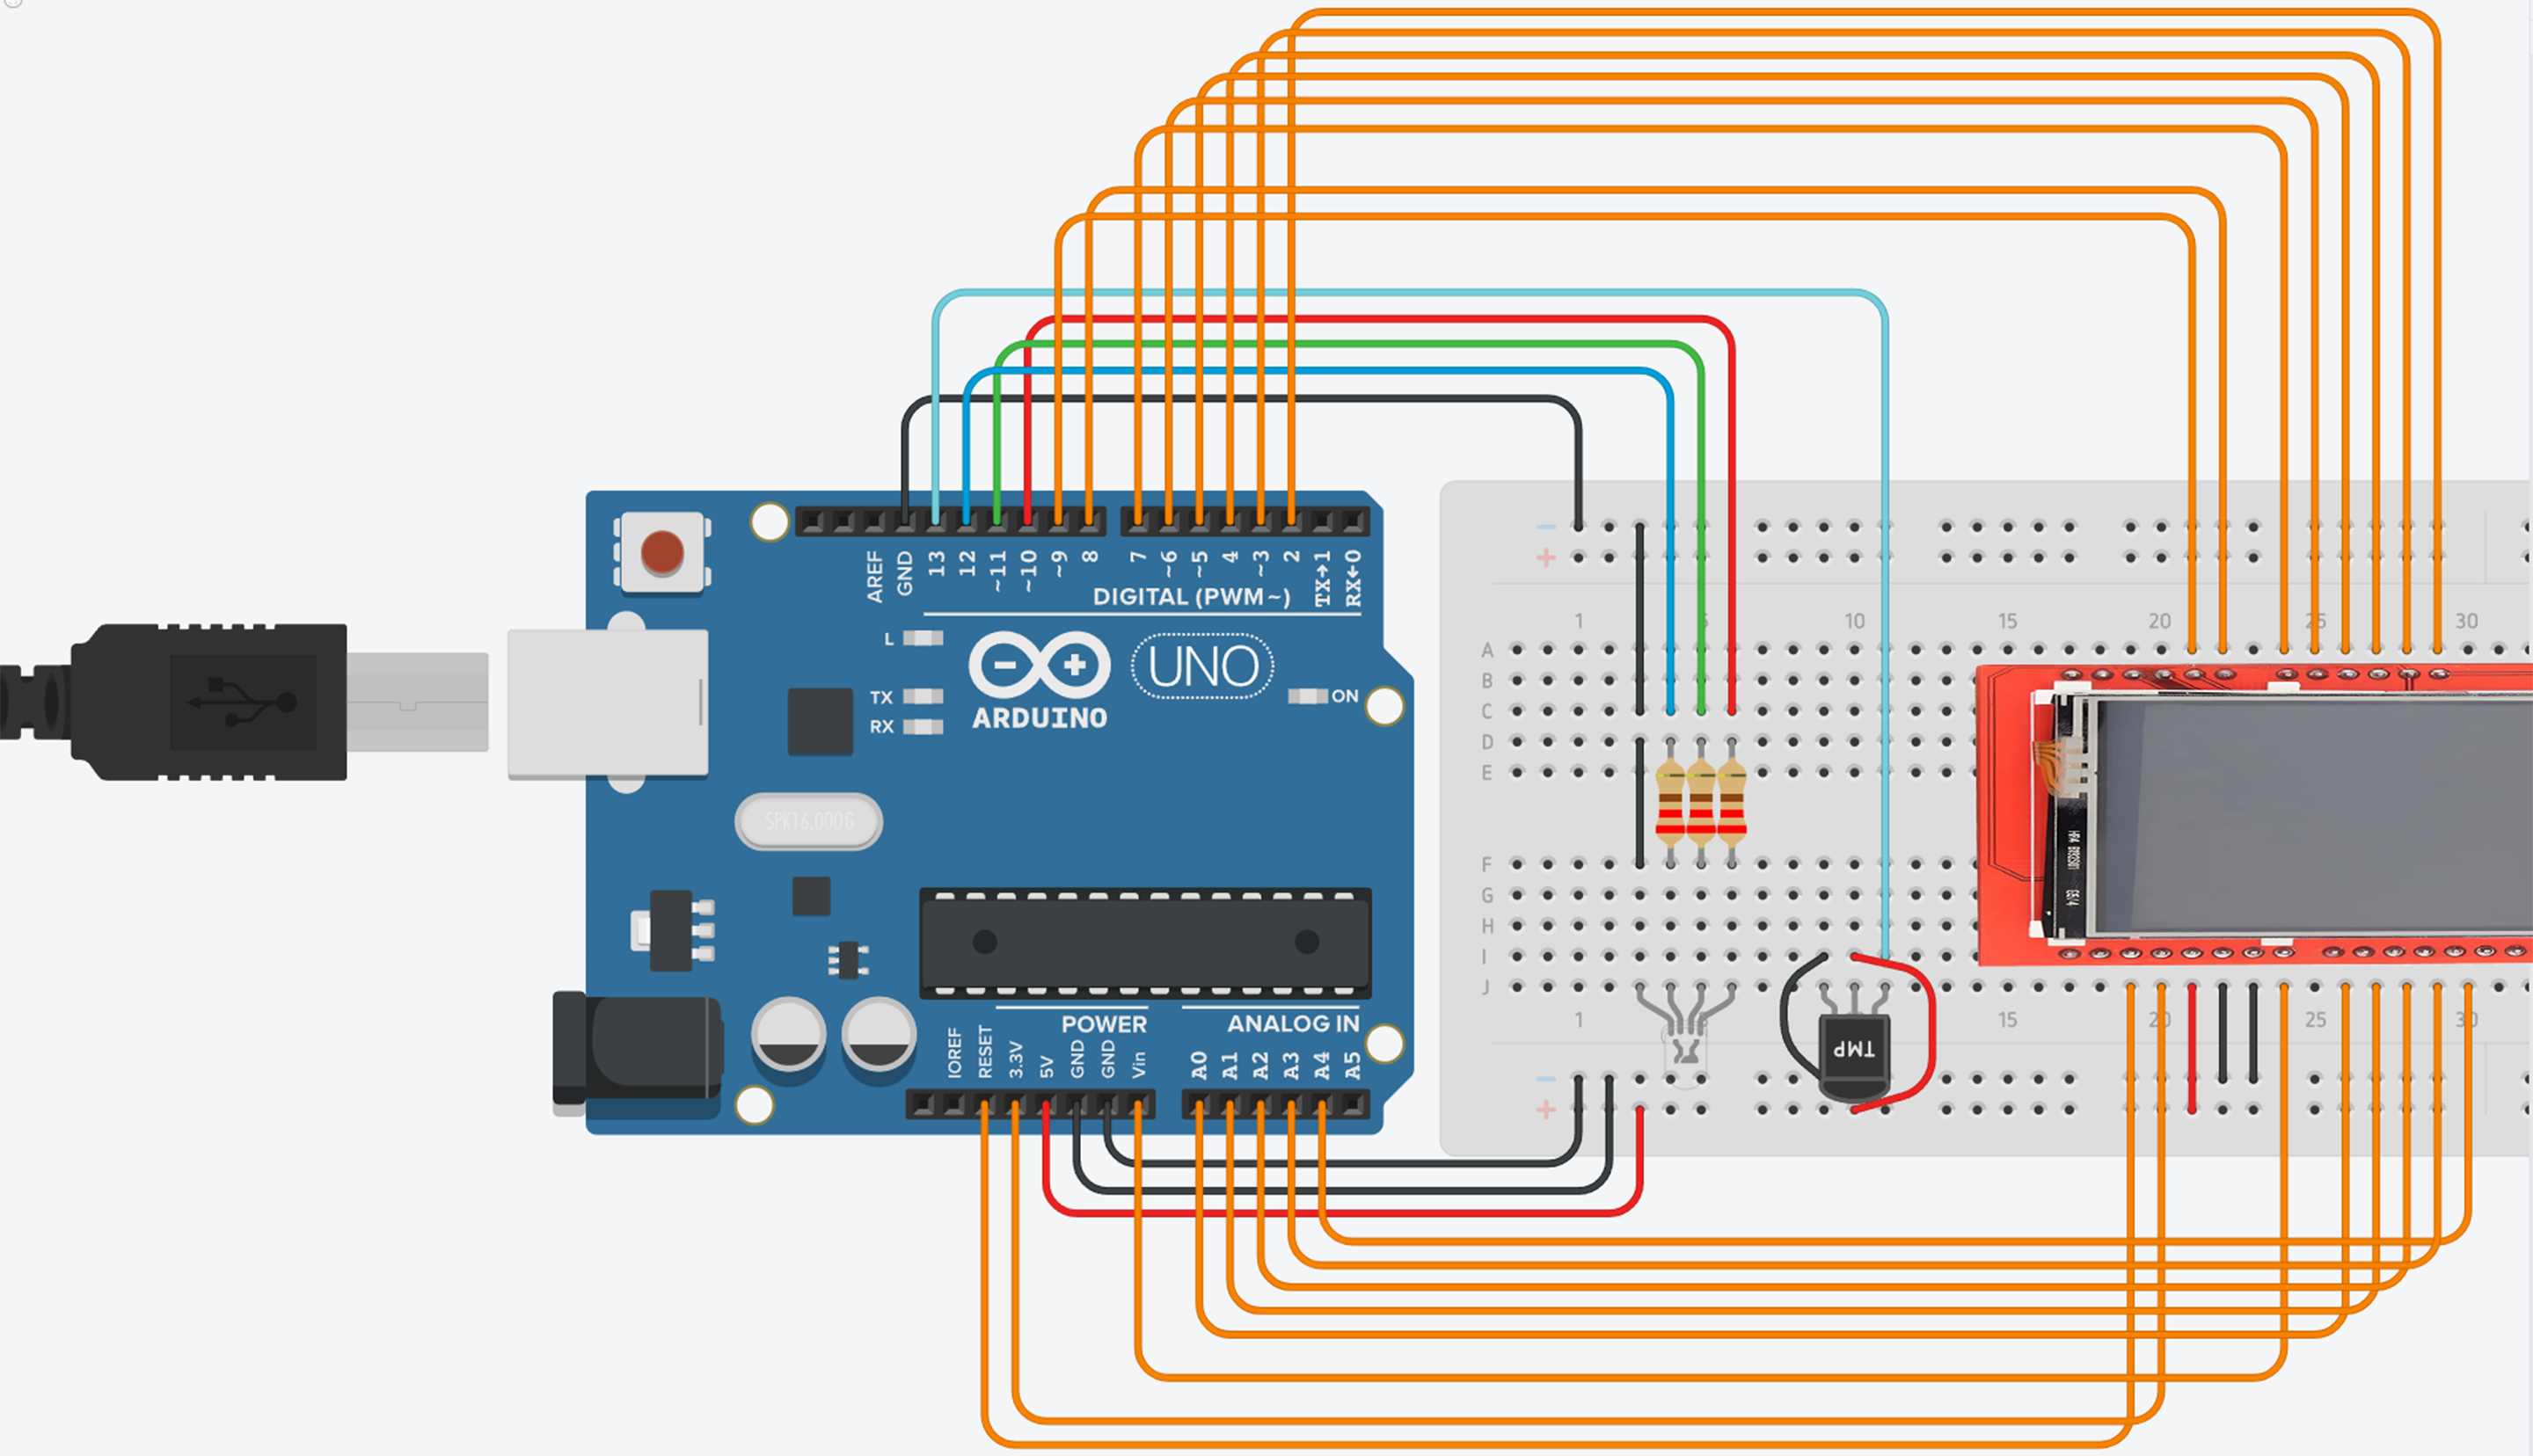 AREF
GND
13
12
~11
~10
~9
8
7
~6
~5
4
~3
2
TX→1
RX←0
DIGITAL (PWM ~)
L
TX
RX
UNO
ARDUINO
ON
SPK16.000G
POWER
ANALOG IN
IOREF
RESET
3.3V
5V
GND
GND
Vin
A0
A1
A2
A3
A4
A5
1
10
15
20
25
30
A
B
C
D
E
F
G
H
I
J
1
15
20
25
30
TMP